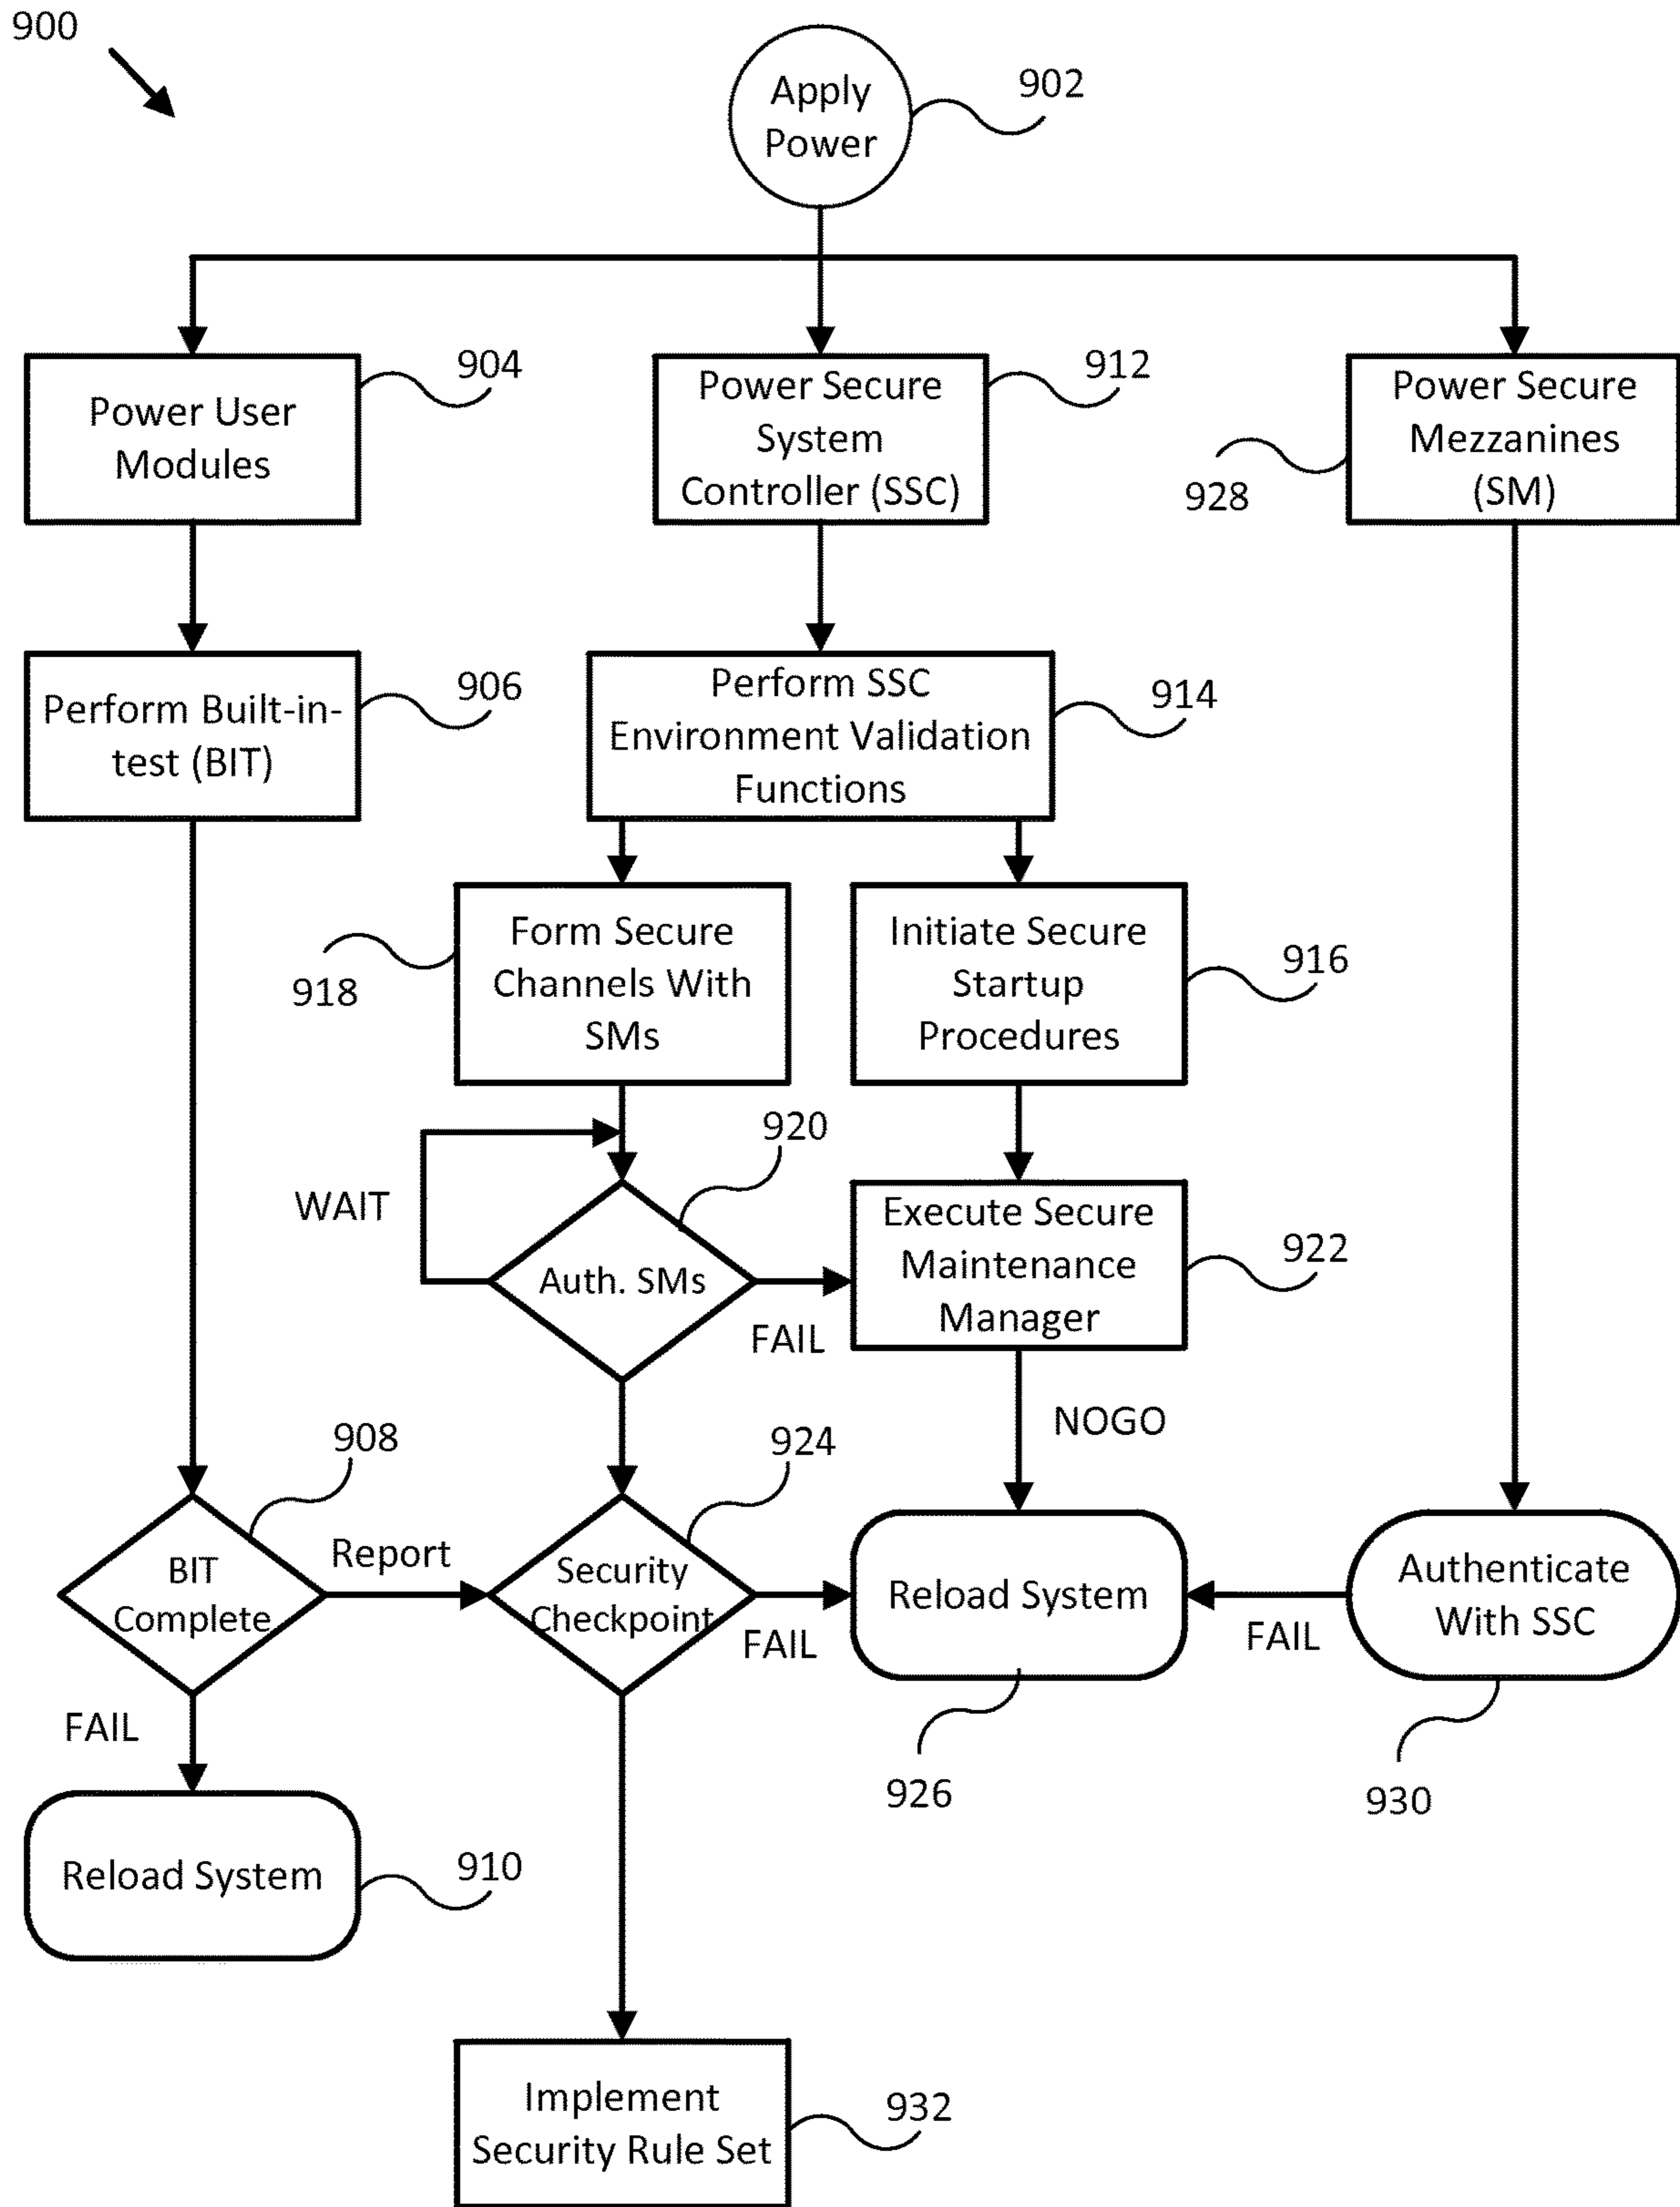 900
Apply
Power
902
Power User
Modules
904
Power Secure
System
Controller (SSC)
912
Power Secure
Mezzanines
(SM)
928
Perform Built-in-
test (BIT)
906
Perform SSC
Environment Validation
Functions
914
Form Secure
Channels With
SMs
918
Initiate Secure
Startup
Procedures
916
WAIT
920
Auth. SMs
FAIL
Execute Secure
Maintenance
Manager
922
NOGO
908
BIT
Complete
Report
924
Security
Checkpoint
FAIL
Reload System
926
FAIL
Authenticate
With SSC
930
FAIL
Reload System
910
Implement
Security Rule Set
932